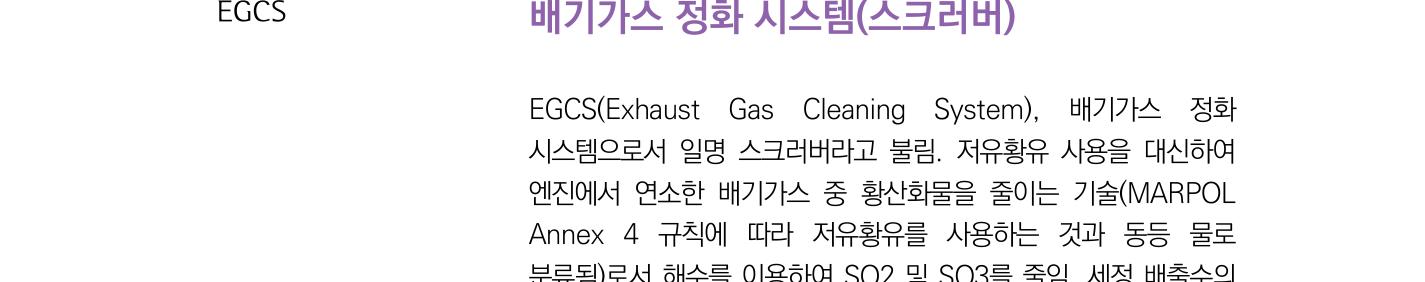 EGCS
배기가스 정화 시스템(스크러버)
EGCS(Exhaust Gas Cleaning System), 배기가스 정화
시스템으로서 일명 스크러버라고 불림. 저유황유 사용을 대신하여
엔진에서 연소한 배기가스 중 황산화물을 줄이는 기술(MARPOL
Annex 4 규칙에 따라 저유황유를 사용하는 것과 동등 물로
분류됨)로서 해수를 이용하여 SO2 및 SO3를 줄임. 세정 배출수의